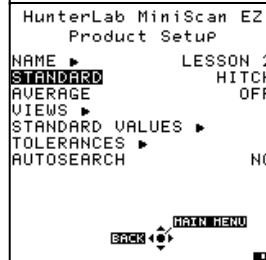 HunterLab MiniScan EZ
Product Setup
NAME ▶ LESSON
STANDARD HITCH
AVERAGE OFF
VIEWS ▶
STANDARD VALUES ▶
TOLERANCES ▶
AUTOSEARCH NO
MAIN MENU
BACK